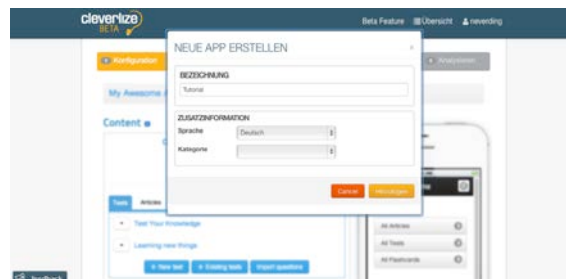 cleverlize
BETA
Beta Feature Übersicht neverding
NEUE APP ERSTELLEN
Konfiguration
Analysieren
BEZEICHNUNG
Tutorial
My Awesome
Content
ZUSATZINFORMATION
Sprache Deutsch
Kategorie
Cancel Hinzufügen
Tests Articles
Test Your Knowledge
Learning new things
+ New test + Existing tests Import questions
All Articles
All Tests
All Flashcards
feedback